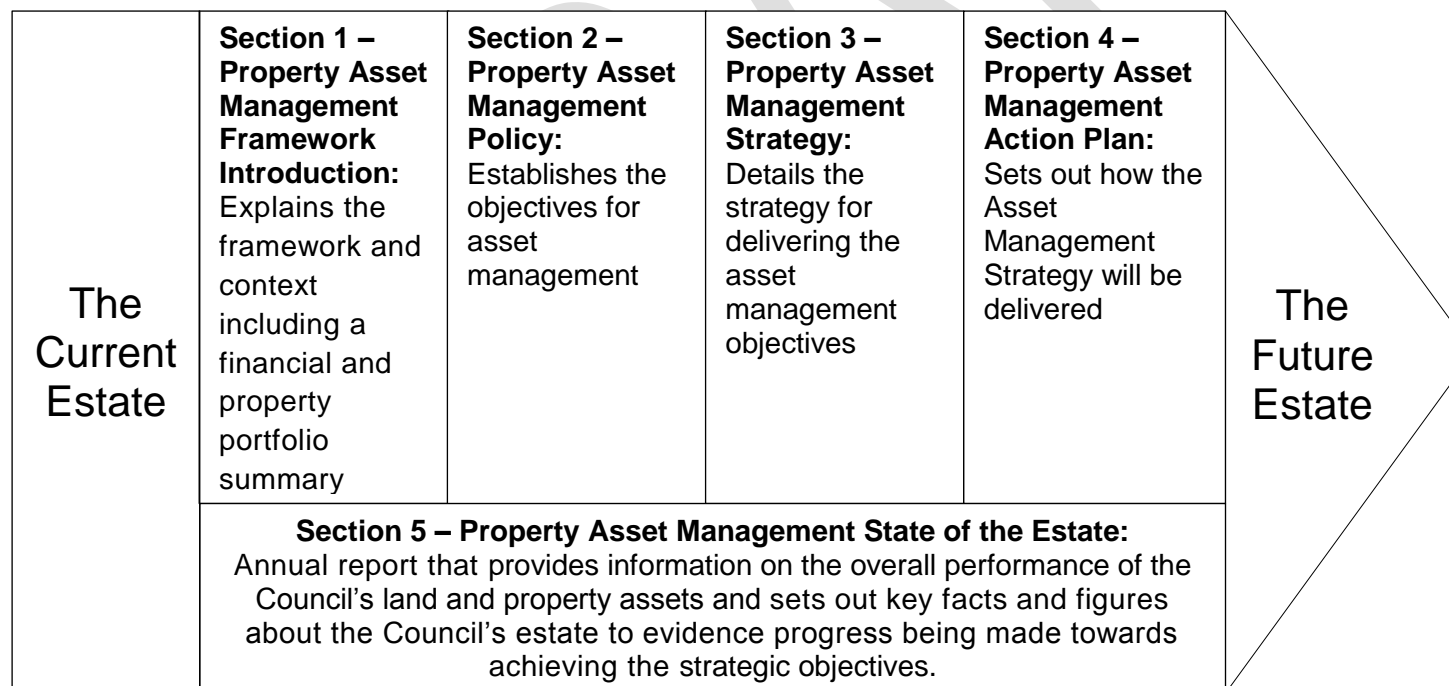 The
Current
Estate
Section 1 –
Property Asset
Management
Framework
Introduction:
Explains the
framework and
context
including a
financial and
property
portfolio
summary
Section 2 –
Property Asset
Management
Policy:
Establishes the
objectives for
asset
management
Section 3 –
Property Asset
Management
Strategy:
Details the
strategy for
delivering the
asset
management
objectives
Section 4 –
Property Asset
Management
Action Plan:
Sets out how the
Asset
Management
Strategy will be
delivered
The
Future
Estate
Section 5 – Property Asset Management State of the Estate:
Annual report that provides information on the overall performance of the
Council’s land and property assets and sets out key facts and figures
about the Council’s estate to evidence progress being made towards
achieving the strategic objectives.